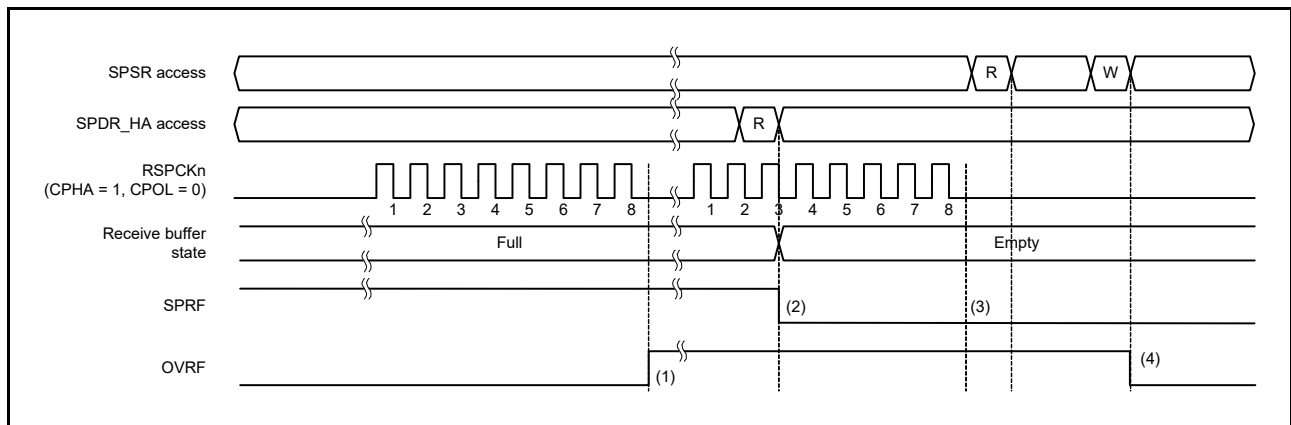 SPSR access
R
W
SPDR_HA access
R
RSPCKn
(CPHA = 1, CPOL = 0)
1 2 3 4 5 6 7 8 1 2 3 4 5 6 7 8
Receive buffer
state
Full
Empty
SPRF
(2)
(3)
OVRF
(1)
(4)